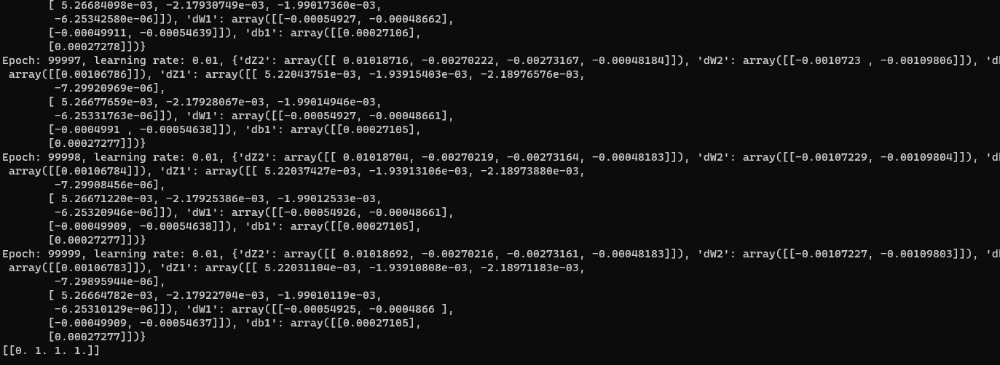 [ 5.26684098e-03, -2.17930749e-03, -1.99017360e-03,
-6.25342580e-06]]), 'dW1': array([[-0.00054927, -0.00048662],
[-0.00049911, -0.00054639]]), 'db1': array([[0.00027106],
[0.00027278]])}
Epoch: 99997, learning rate: 0.01, {'dZ2': array([[ 0.01018716, -0.00270222, -0.00273167, -0.00048184]]), 'dW2': array([[-0.0010723 , -0.00109806]]), 'd
array([[0.00106786]]), 'dZ1': array([[ 5.22043751e-03, -1.93915403e-03, -2.18976576e-03,
-7.29920969e-06],
[ 5.26677659e-03, -2.17928067e-03, -1.99014946e-03,
-6.25331763e-06]]), 'dW1': array([[-0.00054927, -0.00048661],
[-0.0004991 , -0.00054638]]), 'db1': array([[0.00027105],
[0.00027277]])}
Epoch: 99998, learning rate: 0.01, {'dZ2': array([[ 0.01018704, -0.00270219, -0.00273164, -0.00048183]]), 'dW2': array([[-0.00107229, -0.00109804]]), 'd
array([[0.00106784]]), 'dZ1': array([[ 5.22037427e-03, -1.93913106e-03, -2.18973880e-03,
-7.29908456e-06],
[ 5.26671220e-03, -2.17925386e-03, -1.99012533e-03,
-6.25320946e-06]]), 'dW1': array([[-0.00054926, -0.00048661],
[-0.00049909, -0.00054638]]), 'db1': array([[0.00027105],
[0.00027277]])}
Epoch: 99999, learning rate: 0.01, {'dZ2': array([[ 0.01018692, -0.00270216, -0.00273161, -0.00048183]]), 'dW2': array([[-0.00107227, -0.00109803]]), 'd
array([[0.00106783]]), 'dZ1': array([[ 5.22031104e-03, -1.93910808e-03, -2.18971183e-03,
-7.29895944e-06],
[ 5.26664782e-03, -2.17922704e-03, -1.99010119e-03,
-6.25310129e-06]]), 'dW1': array([[-0.00054925, -0.0004866 ],
[-0.00049909, -0.00054637]]), 'db1': array([[0.00027105],
[0.00027277]])}
[[0. 1. 1. 1.]]